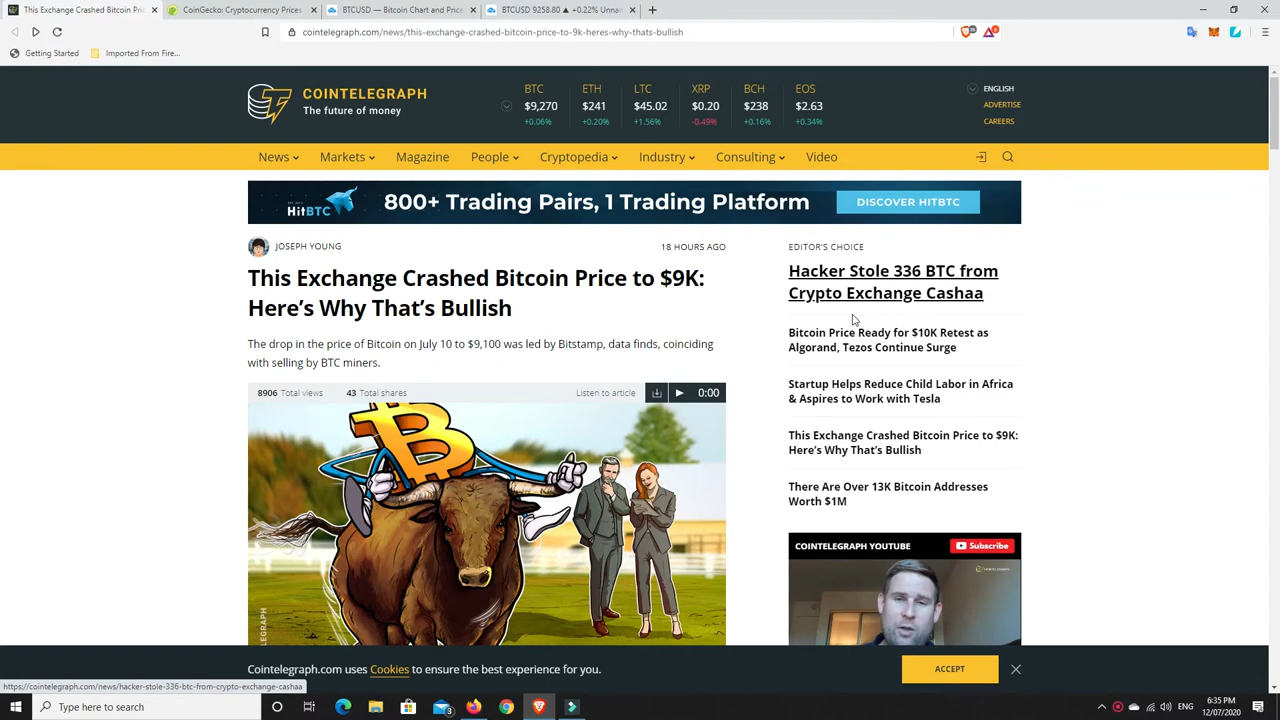 This Exchange Crashed Bitcoin Pri
CoinGecko: Cryptocurrency Prices
BTCUSD — Bitcoin Chart and Price
BTCUSD 9258.80 ▲ +0.22% Unna
cointelegraph.com/news/this-exchange-crashed-bitcoin-price-to-9k-heres-why-thats-bullish
Getting Started
Imported From Fire...
COINTELEGRAPH
The future of money
BTC ETH LTC XRP BCH EOS
$9,270 $241 $45.02 $0.20 $238 $2.63
+0.06% +0.20% +1.56% -0.49% +0.16% +0.34%
ENGLISH
ADVERTISE
CAREERS
News Markets Magazine People Cryptopedia Industry Consulting Video
HitBTC
800+ Trading Pairs, 1 Trading Platform
DISCOVER HITBTC
JOSEPH YOUNG
18 HOURS AGO
This Exchange Crashed Bitcoin Price to $9K:
Here's Why That's Bullish
The drop in the price of Bitcoin on July 10 to $9,100 was led by Bitstamp, data finds, coinciding
with selling by BTC miners.
8906 Total views
43 Total shares
Listen to article
0:00
EDITOR'S CHOICE
Hacker Stole 336 BTC from
Crypto Exchange Cashaa
Bitcoin Price Ready for $10K Retest as
Algorand, Tezos Continue Surge
Startup Helps Reduce Child Labor in Africa
& Aspires to Work with Tesla
This Exchange Crashed Bitcoin Price to $9K:
Here's Why That's Bullish
There Are Over 13K Bitcoin Addresses
Worth $1M
COINTELEGRAPH YOUTUBE
Subscribe
Cointelegraph.com uses Cookies to ensure the best experience for you.
ACCEPT
https://cointelegraph.com/news/hacker-stole-336-btc-from-crypto-exchange-cashaa
Type here to search
ENG
6:35 PM
12/07/2020